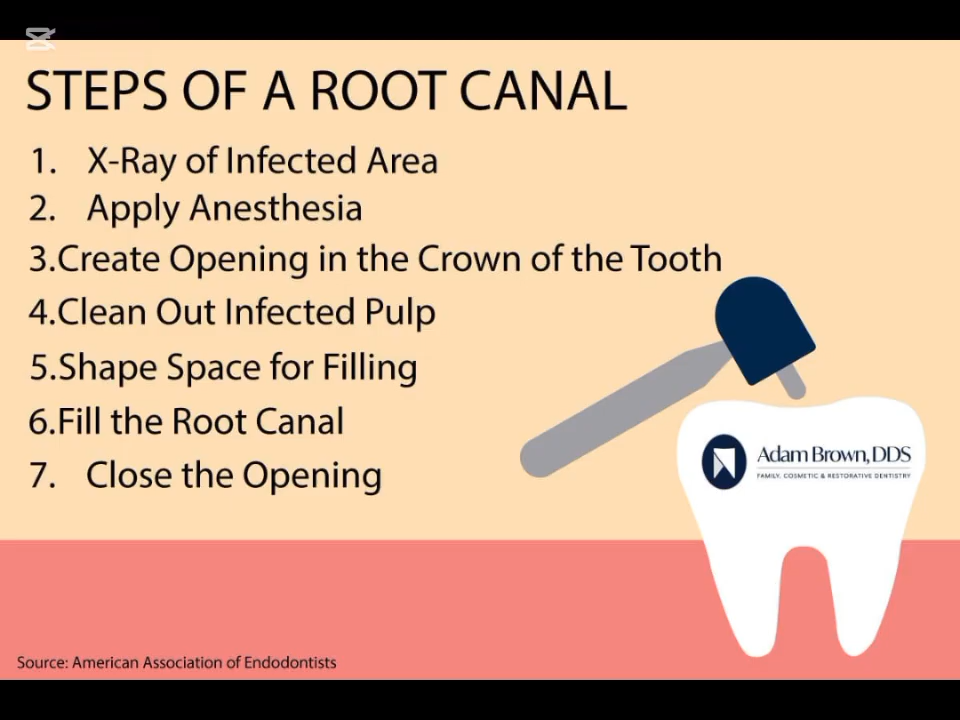 STEPS OF A ROOT CANAL
1. X-Ray of Infected Area
2. Apply Anesthesia
3.Create Opening in the Crown of the Tooth
4.Clean Out Infected Pulp
5.Shape Space for Filling
6.Fill the Root Canal
7. Close the Opening
Adam Brown, DDS
FAMILY, COSMETIC & RESTORATIVE DENTISTRY
Source: American Association of Endodontists